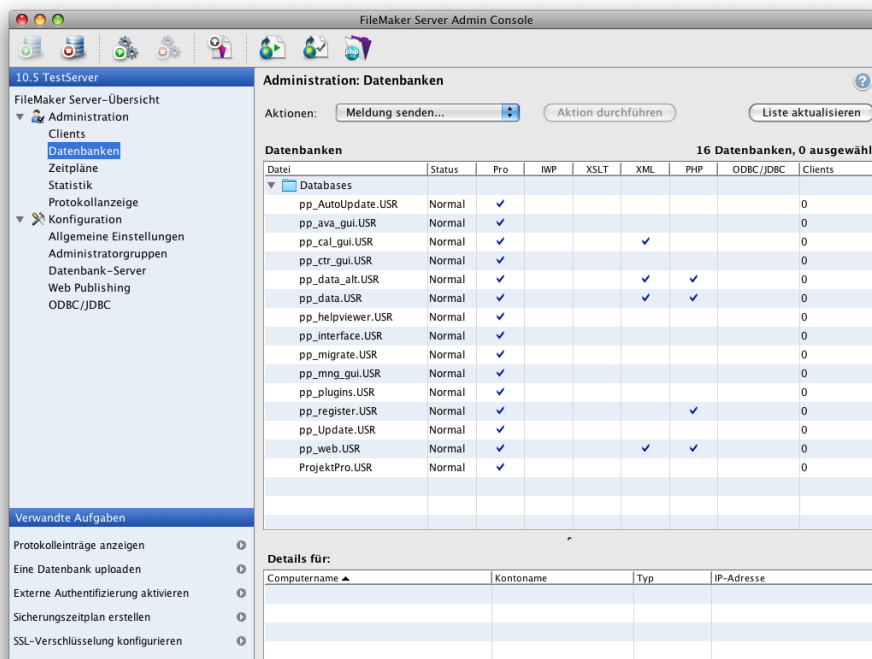 FileMaker Server Admin Console
10.5 TestServer
FileMaker Server-Übersicht
Administration
Clients
Datenbanken
Zeitpläne
Statistik
Protokollanzeige
Konfiguration
Allgemeine Einstellungen
Administratorgruppen
Datenbank-Server
Web Publishing
ODBC/JDBC
Verwandte Aufgaben
Protokolleinträge anzeigen
Eine Datenbank uploaden
Externe Authentifizierung aktivieren
Sicherungszeitplan erstellen
SSL-Verschlüsselung konfigurieren
Administration: Datenbanken
Aktionen: Meldung senden... Aktion durchführen Liste aktualisieren
Datenbanken 16 Datenbanken, 0 ausgewähl
Datei Status Pro IWP XSLT XML PHP ODBC/JDBC Clients
Databases
pp_AutoUpdate.USR Normal 0
pp_ava_gui.USR Normal 0
pp_cal_gui.USR Normal 0
pp_ctr_gui.USR Normal 0
pp_data_alt.USR Normal 0
pp_data.USR Normal 0
pp_helpviewer.USR Normal 0
pp_interface.USR Normal 0
pp_migrate.USR Normal 0
pp_mng_gui.USR Normal 0
pp_plugins.USR Normal 0
pp_register.USR Normal 0
pp_Update.USR Normal 0
pp_web.USR Normal 0
ProjektPro.USR Normal 0
Details für:
Computername Kontoname Typ IP-Adresse